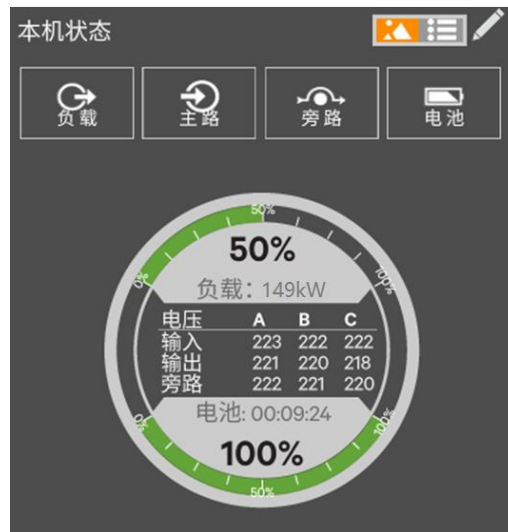 本机状态
负载 主路 旁路 电池
50%
0% 100%
50%
负载：149kW
电压 A B C
输入 223 222 222
输出 221 220 218
旁路 222 221 220
电池: 00:09:24
0% 100%
100%
50%